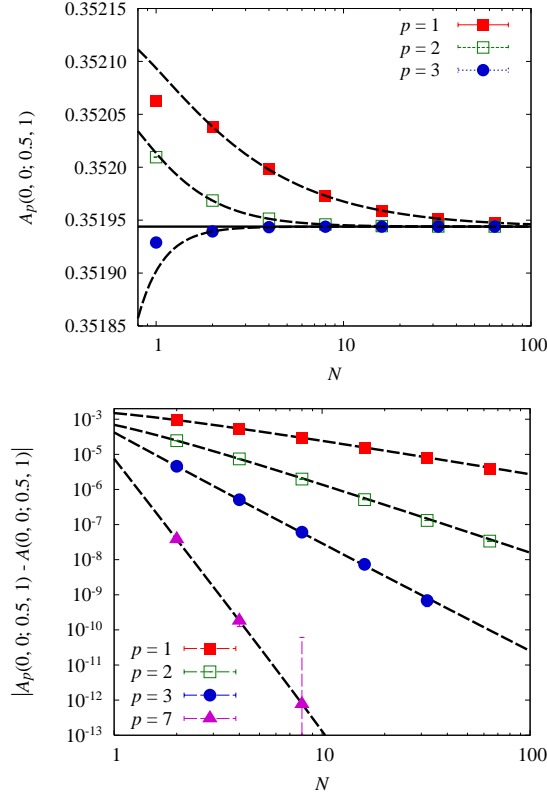 0.35215
0.3521
0.35205
0.352
0.35195
0.3519
0.35185
A_p(0, 0; 0.5, 1)
p = 1
p = 2
p = 3
1
10
100
N
10^-3
10^-5
10^-6
10^-7
10^-8
10^-9
10^-10
10^-11
10^-12
10^-13
|A_p(0, 0; 0.5, 1) - A(0, 0; 0.5, 1)|
p = 1
p = 2
p = 3
p = 7
1
10
100
N